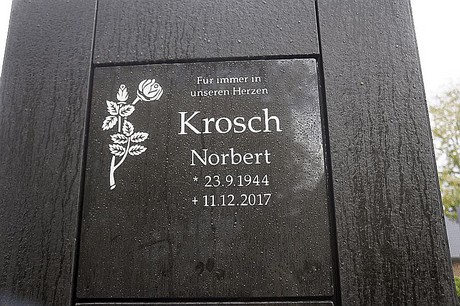 Für immer in
unseren Herzen
Krosch
Norbert
* 23.9.1944
+ 11.12.2017